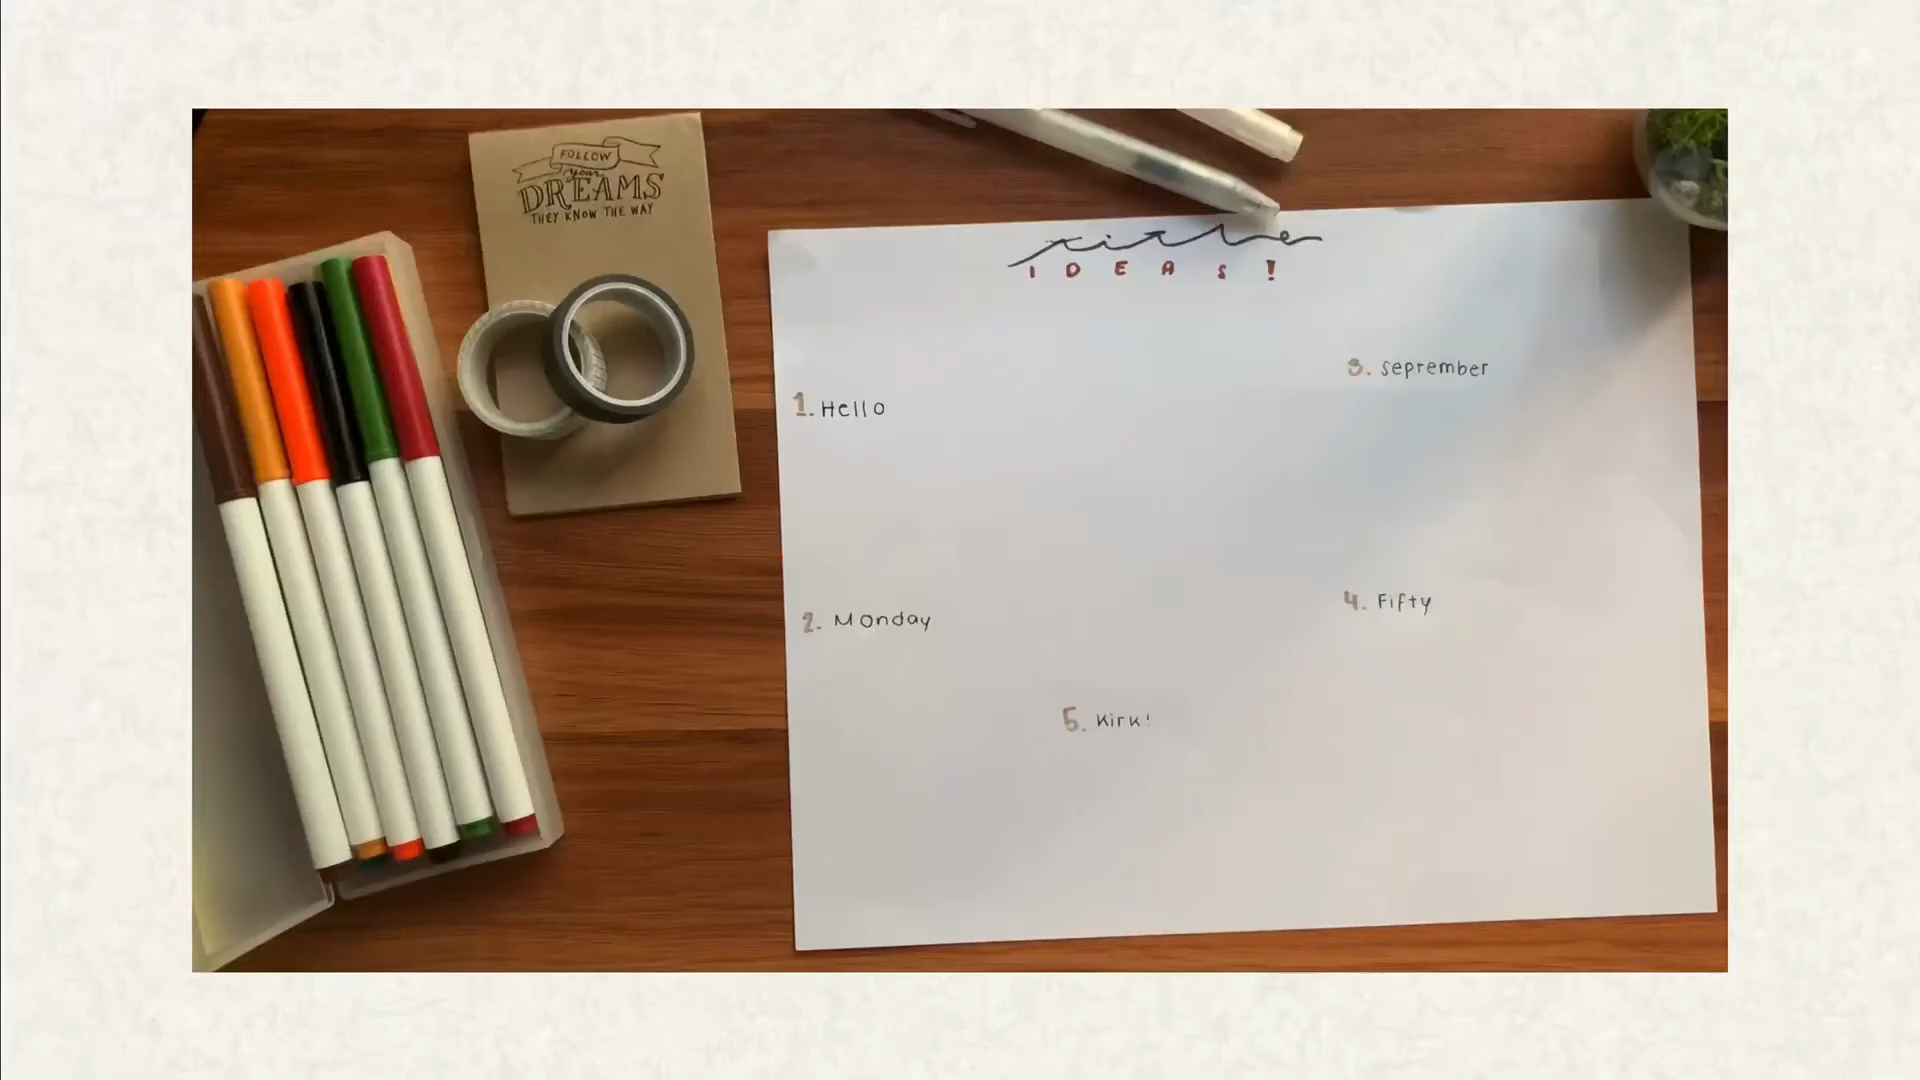 FOLLOW
your
DREAMS
THEY KNOW THE WAY
title
IDEAS!
1. Hello
2. Monday
3. September
4. Fifty
5. Kirk!